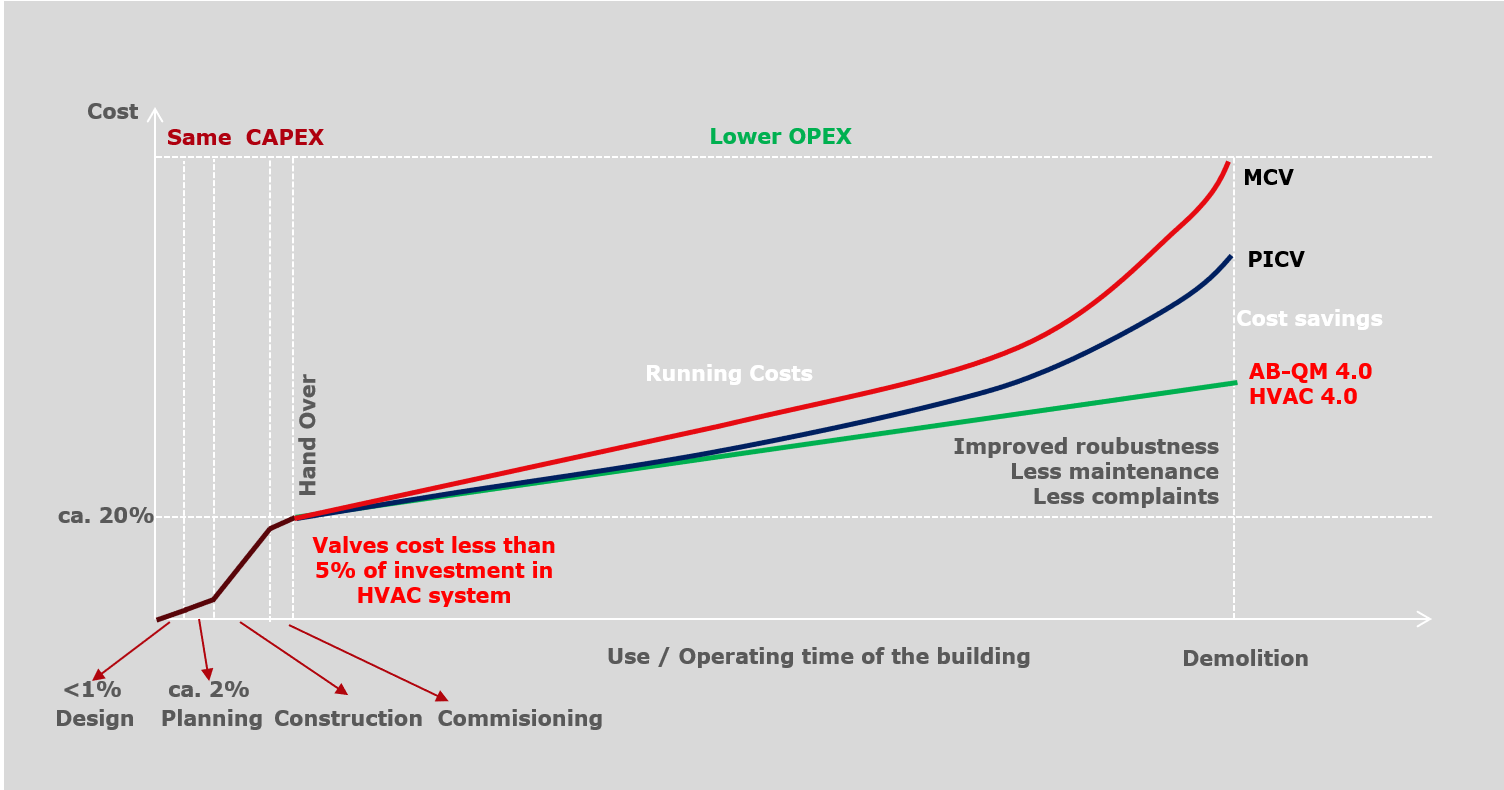 Cost
Same CAPEX
Lower OPEX
MCV
PICV
Cost savings
Running Costs
AB-QM 4.0
HVAC 4.0
Hand Over
Improved roubustness
Less maintenance
Less complaints
ca. 20%
Valves cost less than
5% of investment in
HVAC system
Use / Operating time of the building
Demolition
<1%
Design
ca. 2%
Planning
Construction
Commisioning